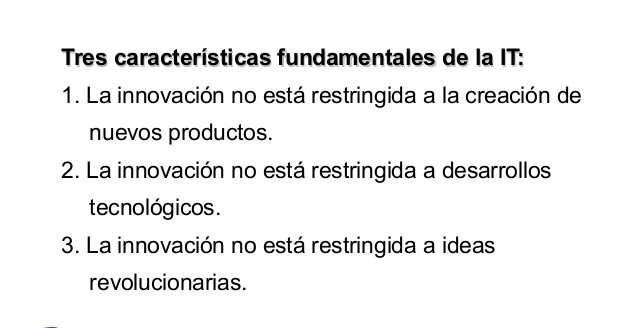 Tres características fundamentales de la IT:
1. La innovación no está restringida a la creación de
nuevos productos.
2. La innovación no está restringida a desarrollos
tecnológicos.
3. La innovación no está restringida a ideas
revolucionarias.